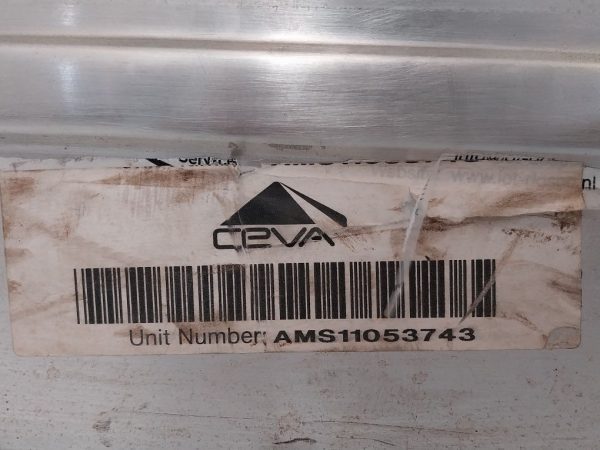 CEVA
Unit Number: AMS11053743